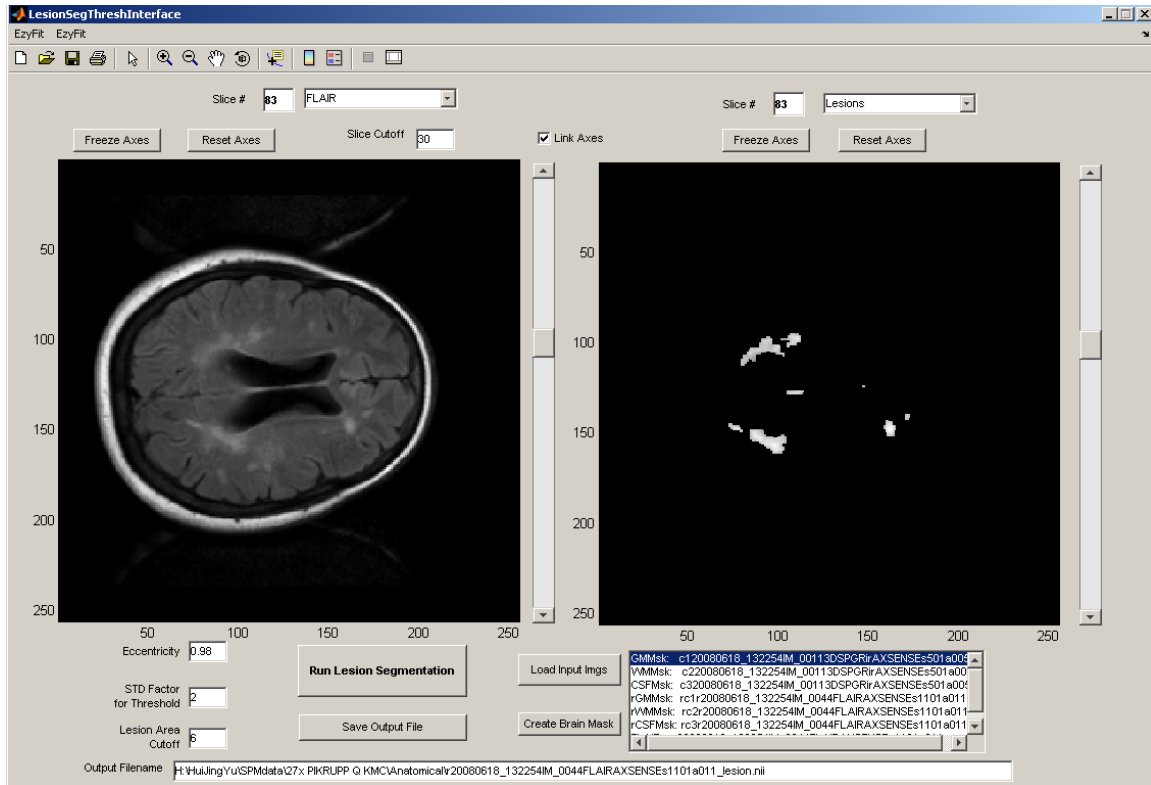 LesionSegThreshInterface
EzyFit EzyFit
Slice # 83 FLAIR
Slice # 83 Lesions
Freeze Axes Reset Axes Slice Cutoff 30 Link Axes Freeze Axes Reset Axes
50
100
150
200
250
50 100 150 200 250
50
100
150
200
250
50 100 150 200 250
Eccentricity 0.98
STD Factor
for Threshold 2
Lesion Area
Cutoff 6
Run Lesion Segmentation
Save Output File
Load Input Imgs
Create Brain Mask
GMMsk: c120080618_132254IM_00113DSPGRirAXSENSEs501a005
WMMsk: c220080618_132254IM_00113DSPGRirAXSENSEs501a00
CSFMsk: c320080618_132254IM_00113DSPGRirAXSENSEs501a005
rGMMsk: rc1r20080618_132254IM_0044FLAIRAXSENSEs1101a011
rWMMsk: rc2r20080618_132254IM_0044FLAIRAXSENSEs1101a011
rCSFMsk: rc3r20080618_132254IM_0044FLAIRAXSENSEs1101a011
Output Filename H:\HuiJingYu\SPMdata\27x PIKRUPP Q KMC\Anatomical\r20080618_132254IM_0044FLAIRAXSENSEs1101a011_lesion.nii